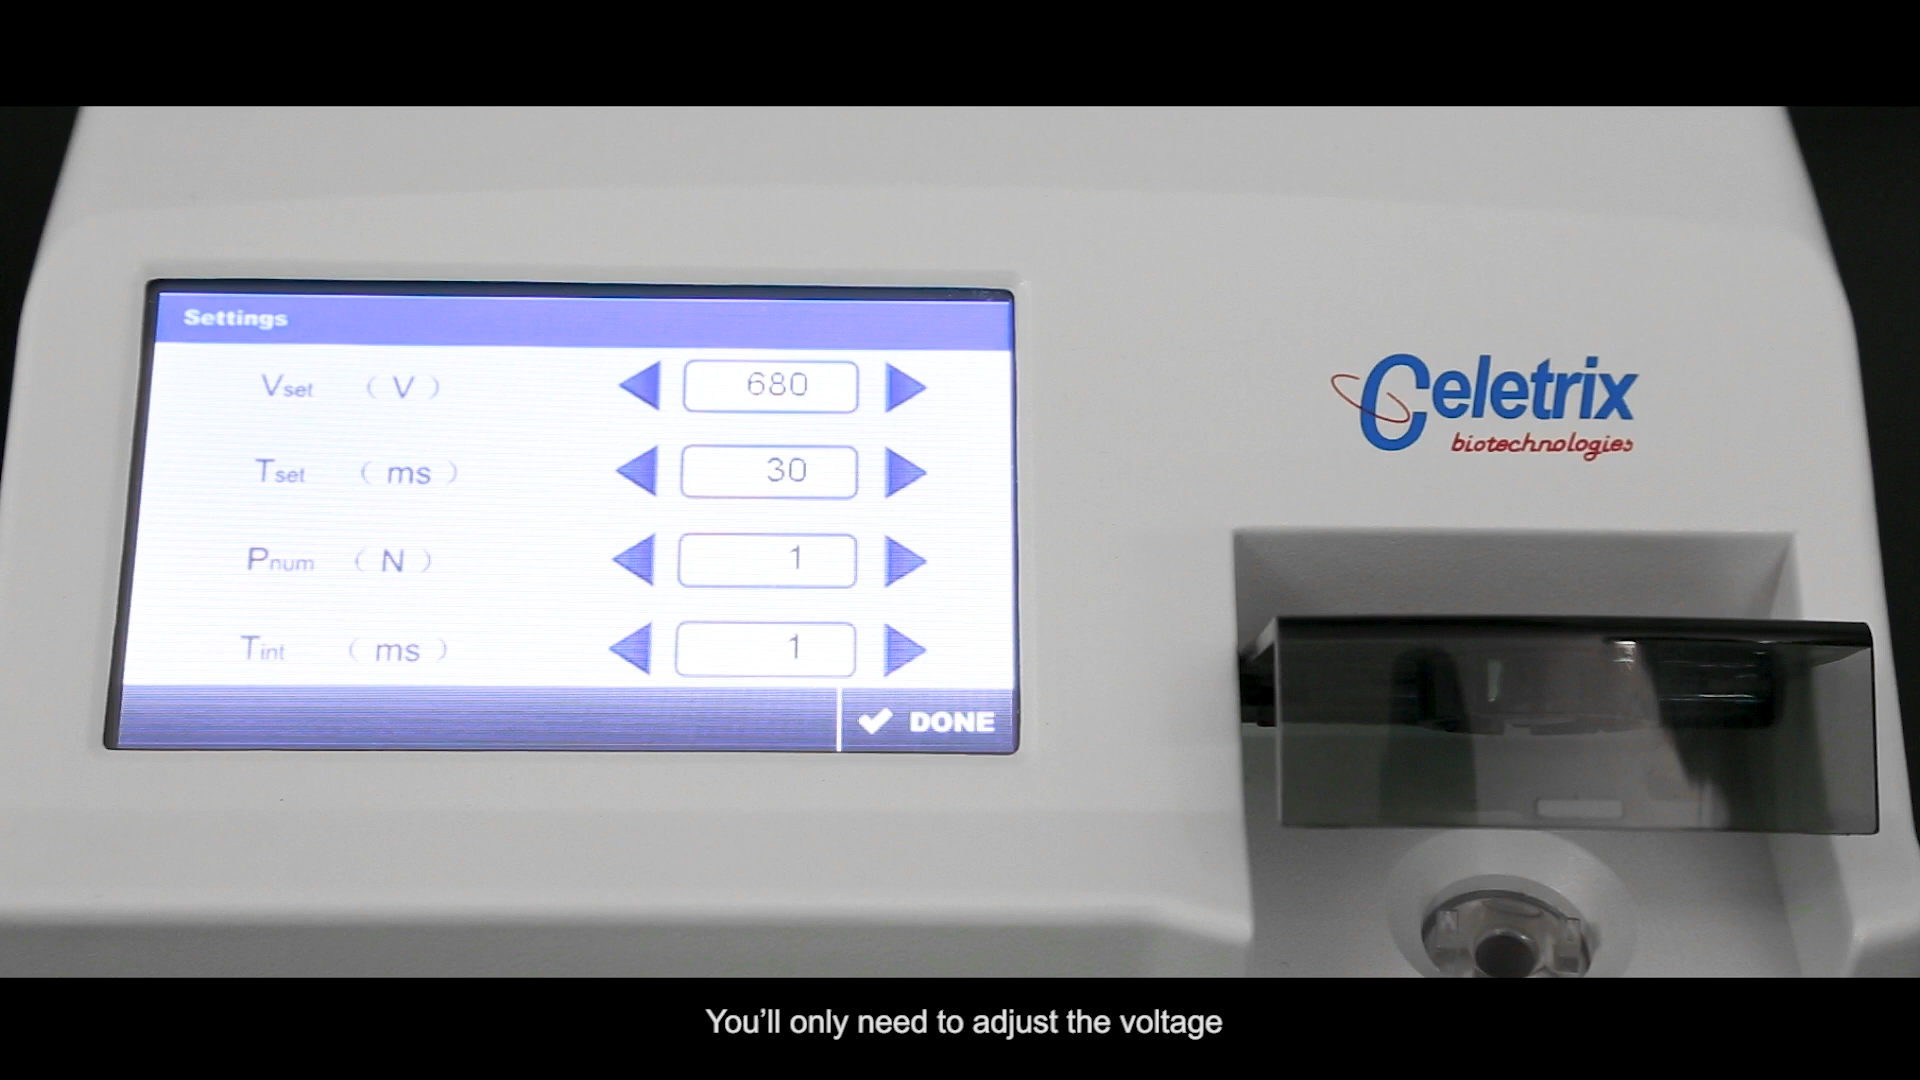 Settings
Vset (V) 680
Tset (ms) 30
Pnum (N) 1
Tint (ms) 1
DONE
Celetrix
biotechnologies
You’ll only need to adjust the voltage